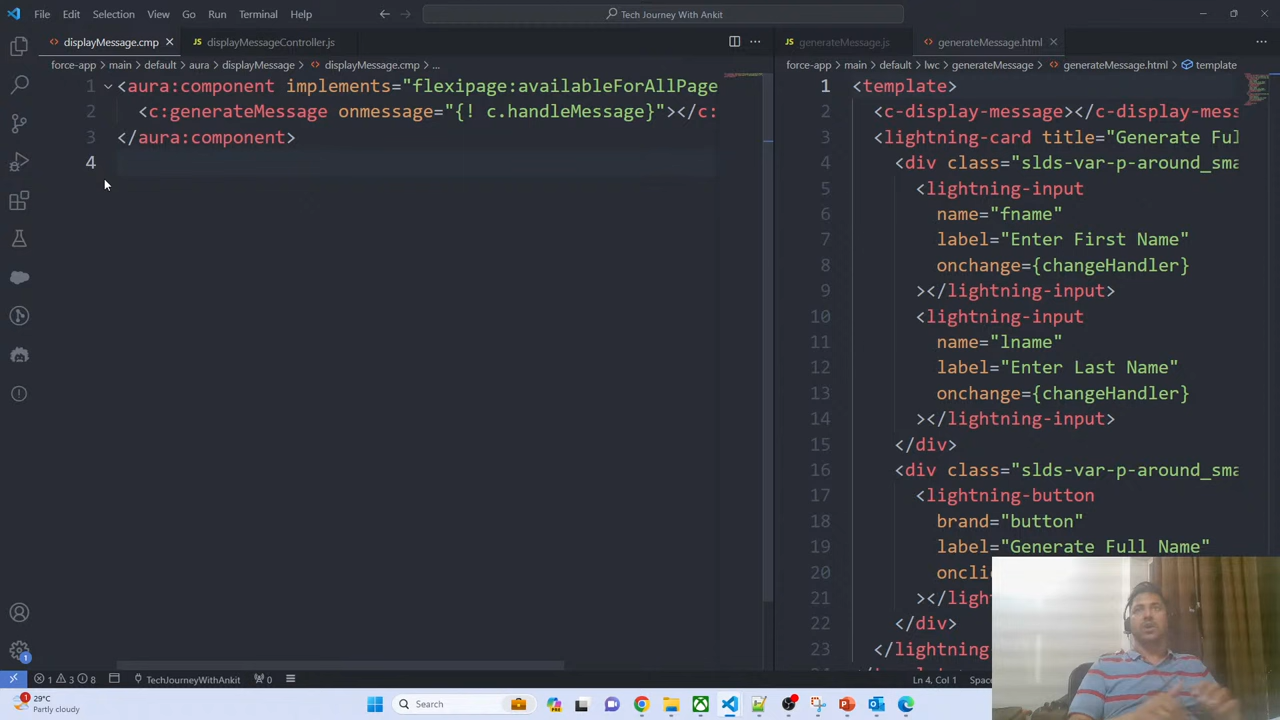 File Edit Selection View Go Run Terminal Help
Tech Journey With Ankit
displayMessage.cmp
displayMessageController.js
generateMessage.js
generateMessage.html
force-app > main > default > aura > displayMessage > displayMessage.cmp > ...
1 <aura:component implements="flexipage:availableForAllPage
2 <c:generateMessage onmessage="{! c.handleMessage}"></c:
3 </aura:component>
4
force-app > main > default > lwc > generateMessage > generateMessage.html > template
1 <template>
2 <c-display-message></c-display-mess
3 <lightning-card title="Generate Ful
4 <div class="slds-var-p-around_sma
5 <lightning-input
6 name="fname"
7 label="Enter First Name"
8 onchange={changeHandler}
9 ></lightning-input>
10 <lightning-input
11 name="lname"
12 label="Enter Last Name"
13 onchange={changeHandler}
14 ></lightning-input>
15 </div>
16 <div class="slds-var-p-around_sma
17 <lightning-button
18 brand="button"
19 label="Generate Full Name"
20 onclic
21 ></light
22 </div>
23 </lightning
1
1 3 8
TechJourneyWithAnkit
0
Ln 4, Col 1
29°C
Partly cloudy
Search